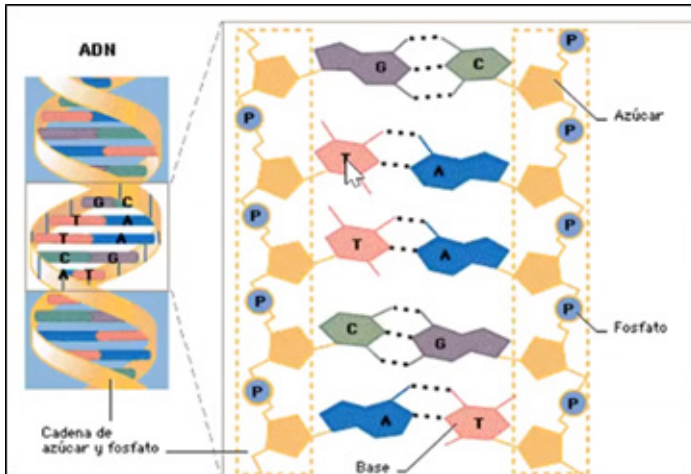 ADN
G C
T A
T A
C G
A T
Cadena de
azúcar y fosfato
P
G C
P
Azúcar
P
T A
P
T A
P
P
C G
P
P
Fosfato
P
A T
P
Base